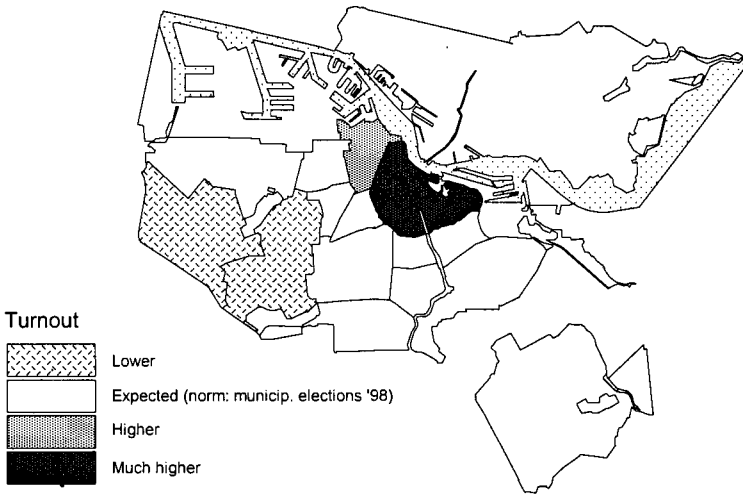 Turnout
Lower
Expected (norm: municip. elections '98)
Higher
Much higher